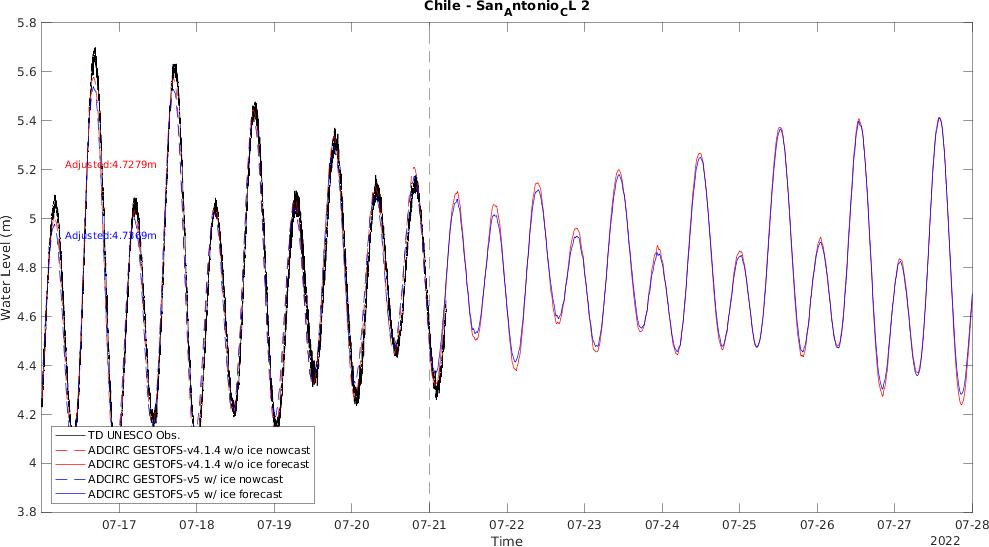 Chile - SanAntonioCL 2
5.8
5.6
5.4
5.2
5
4.8
4.6
4.4
4.2
4
3.8
Water Level (m)
Adjusted:4.7279m
Adjusted:4.7369m
TD UNESCO Obs.
ADCIRC GESTOFS-v4.1.4 w/o ice nowcast
ADCIRC GESTOFS-v4.1.4 w/o ice forecast
ADCIRC GESTOFS-v5 w/ ice nowcast
ADCIRC GESTOFS-v5 w/ ice forecast
07-17 07-18 07-19 07-20 07-21 07-22 07-23 07-24 07-25 07-26 07-27 07-28
Time
2022